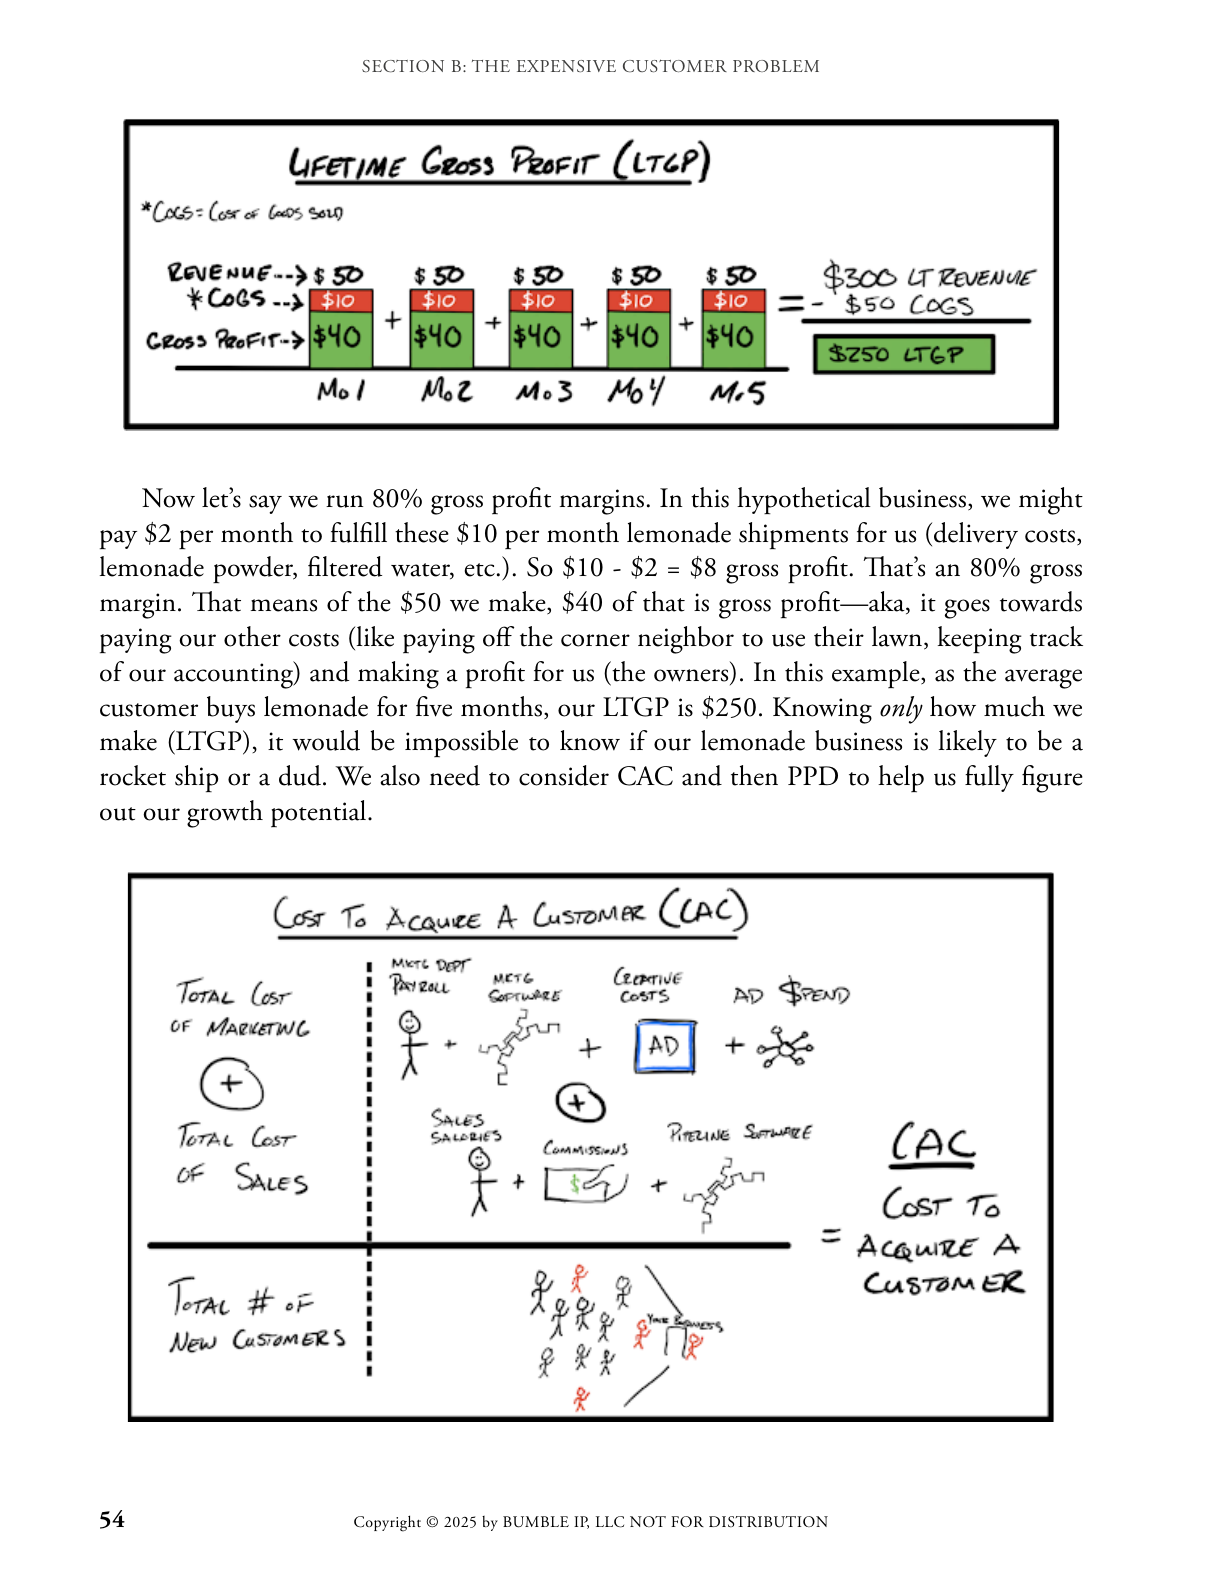 SECTION B: THE EXPENSIVE CUSTOMER PROBLEM
LIFETIME GROSS PROFIT (LTGP)
*COGS = COST OF GOODS SOLD
REVENUE--> $50 $50 $50 $50 $50
*COGS --> $10 $10 $10 $10 $10
GROSS PROFIT--> $40 + $40 + $40 + $40 + $40
Mo 1 Mo 2 Mo 3 Mo 4 Mo 5
= $300 LT REVENUE
- $50 COGS
$250 LTGP
Now let’s say we run 80% gross profit margins. In this hypothetical business, we might
pay $2 per month to fulfill these $10 per month lemonade shipments for us (delivery costs,
lemonade powder, filtered water, etc.). So $10 - $2 = $8 gross profit. That’s an 80% gross
margin. That means of the $50 we make, $40 of that is gross profit—aka, it goes towards
paying our other costs (like paying off the corner neighbor to use their lawn, keeping track
of our accounting) and making a profit for us (the owners). In this example, as the average
customer buys lemonade for five months, our LTGP is $250. Knowing only how much we
make (LTGP), it would be impossible to know if our lemonade business is likely to be a
rocket ship or a dud. We also need to consider CAC and then PPD to help us fully figure
out our growth potential.
COST TO ACQUIRE A CUSTOMER (CAC)
TOTAL COST
OF MARKETING
+
TOTAL COST
OF SALES
MKTG DEPT
PAYROLL
MKTG
SOFTWARE
CREATIVE
COSTS
AD $PEND
+ + AD +
+
SALES
SALARIES
COMMISSIONS
PIPELINE SOFTWARE
+ $ +
TOTAL # OF
NEW CUSTOMERS
YOUR BUSINESS
=
CAC
COST TO
ACQUIRE A
CUSTOMER
54
Copyright © 2025 by BUMBLE IP, LLC NOT FOR DISTRIBUTION